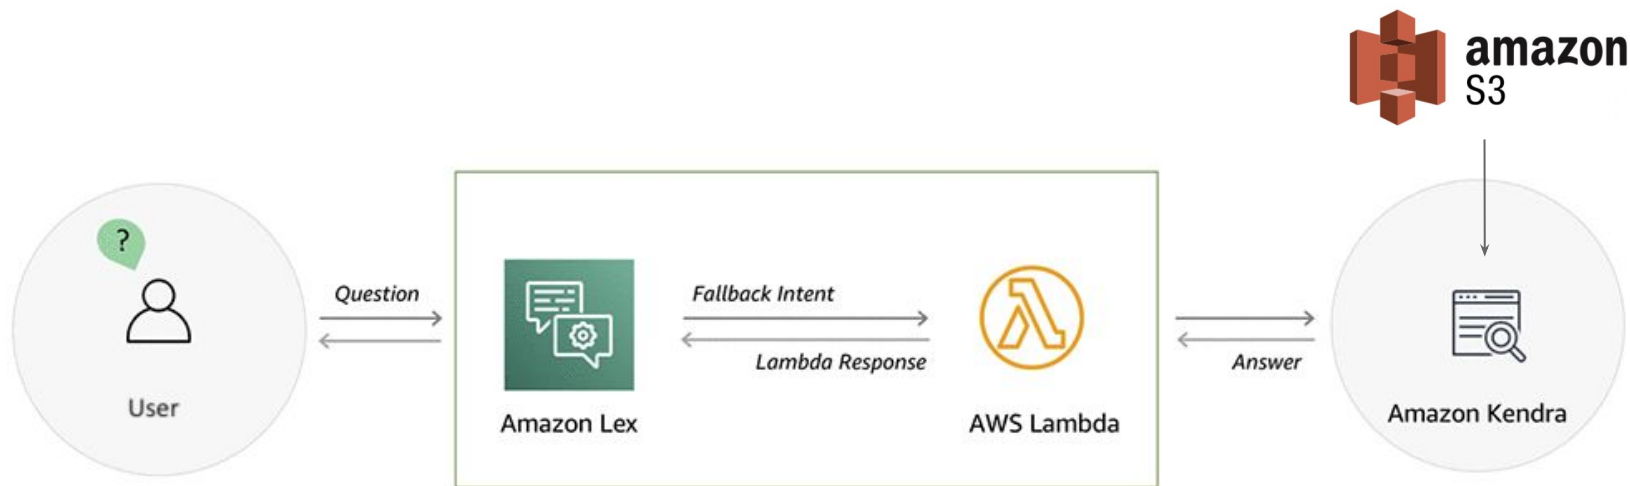 amazon
S3
?
Question
Fallback Intent
Lambda Response
Answer
User
Amazon Lex
AWS Lambda
Amazon Kendra